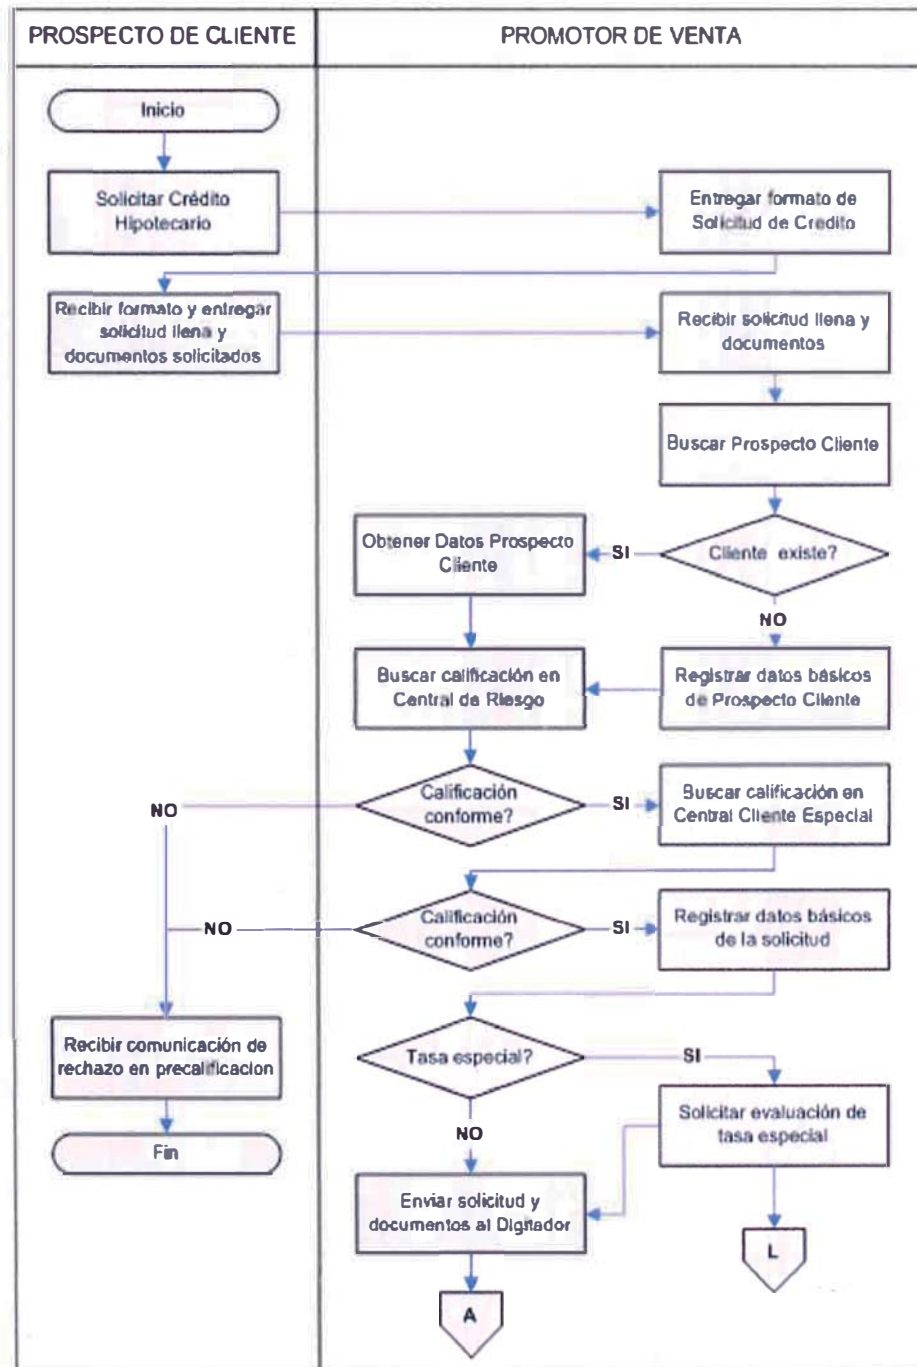 PROSPECTO DE CLIENTE
PROMOTOR DE VENTA
Inicio
Solicitar Crédito
Hipotecario
Entregar formato de
Solicitud de Credito
Recibir formato y entregar
solicitud llena y
documentos solicitados
Recibir solicitud llena y
documentos
Buscar Prospecto Cliente
Obtener Datos Prospecto
Cliente
SI
Cliente existe?
NO
Buscar calificación en
Central de Riesgo
Registrar datos básicos
de Prospecto Cliente
NO
Calificación
conforme?
SI
Buscar calificación en
Central Cliente Especial
NO
Calificación
conforme?
SI
Registrar datos básicos
de la solicitud
Recibir comunicación de
rechazo en precalificacion
Tasa especial?
SI
Solicitar evaluación de
tasa especial
NO
Fin
Enviar solicitud y
documentos al Digitador
L
A